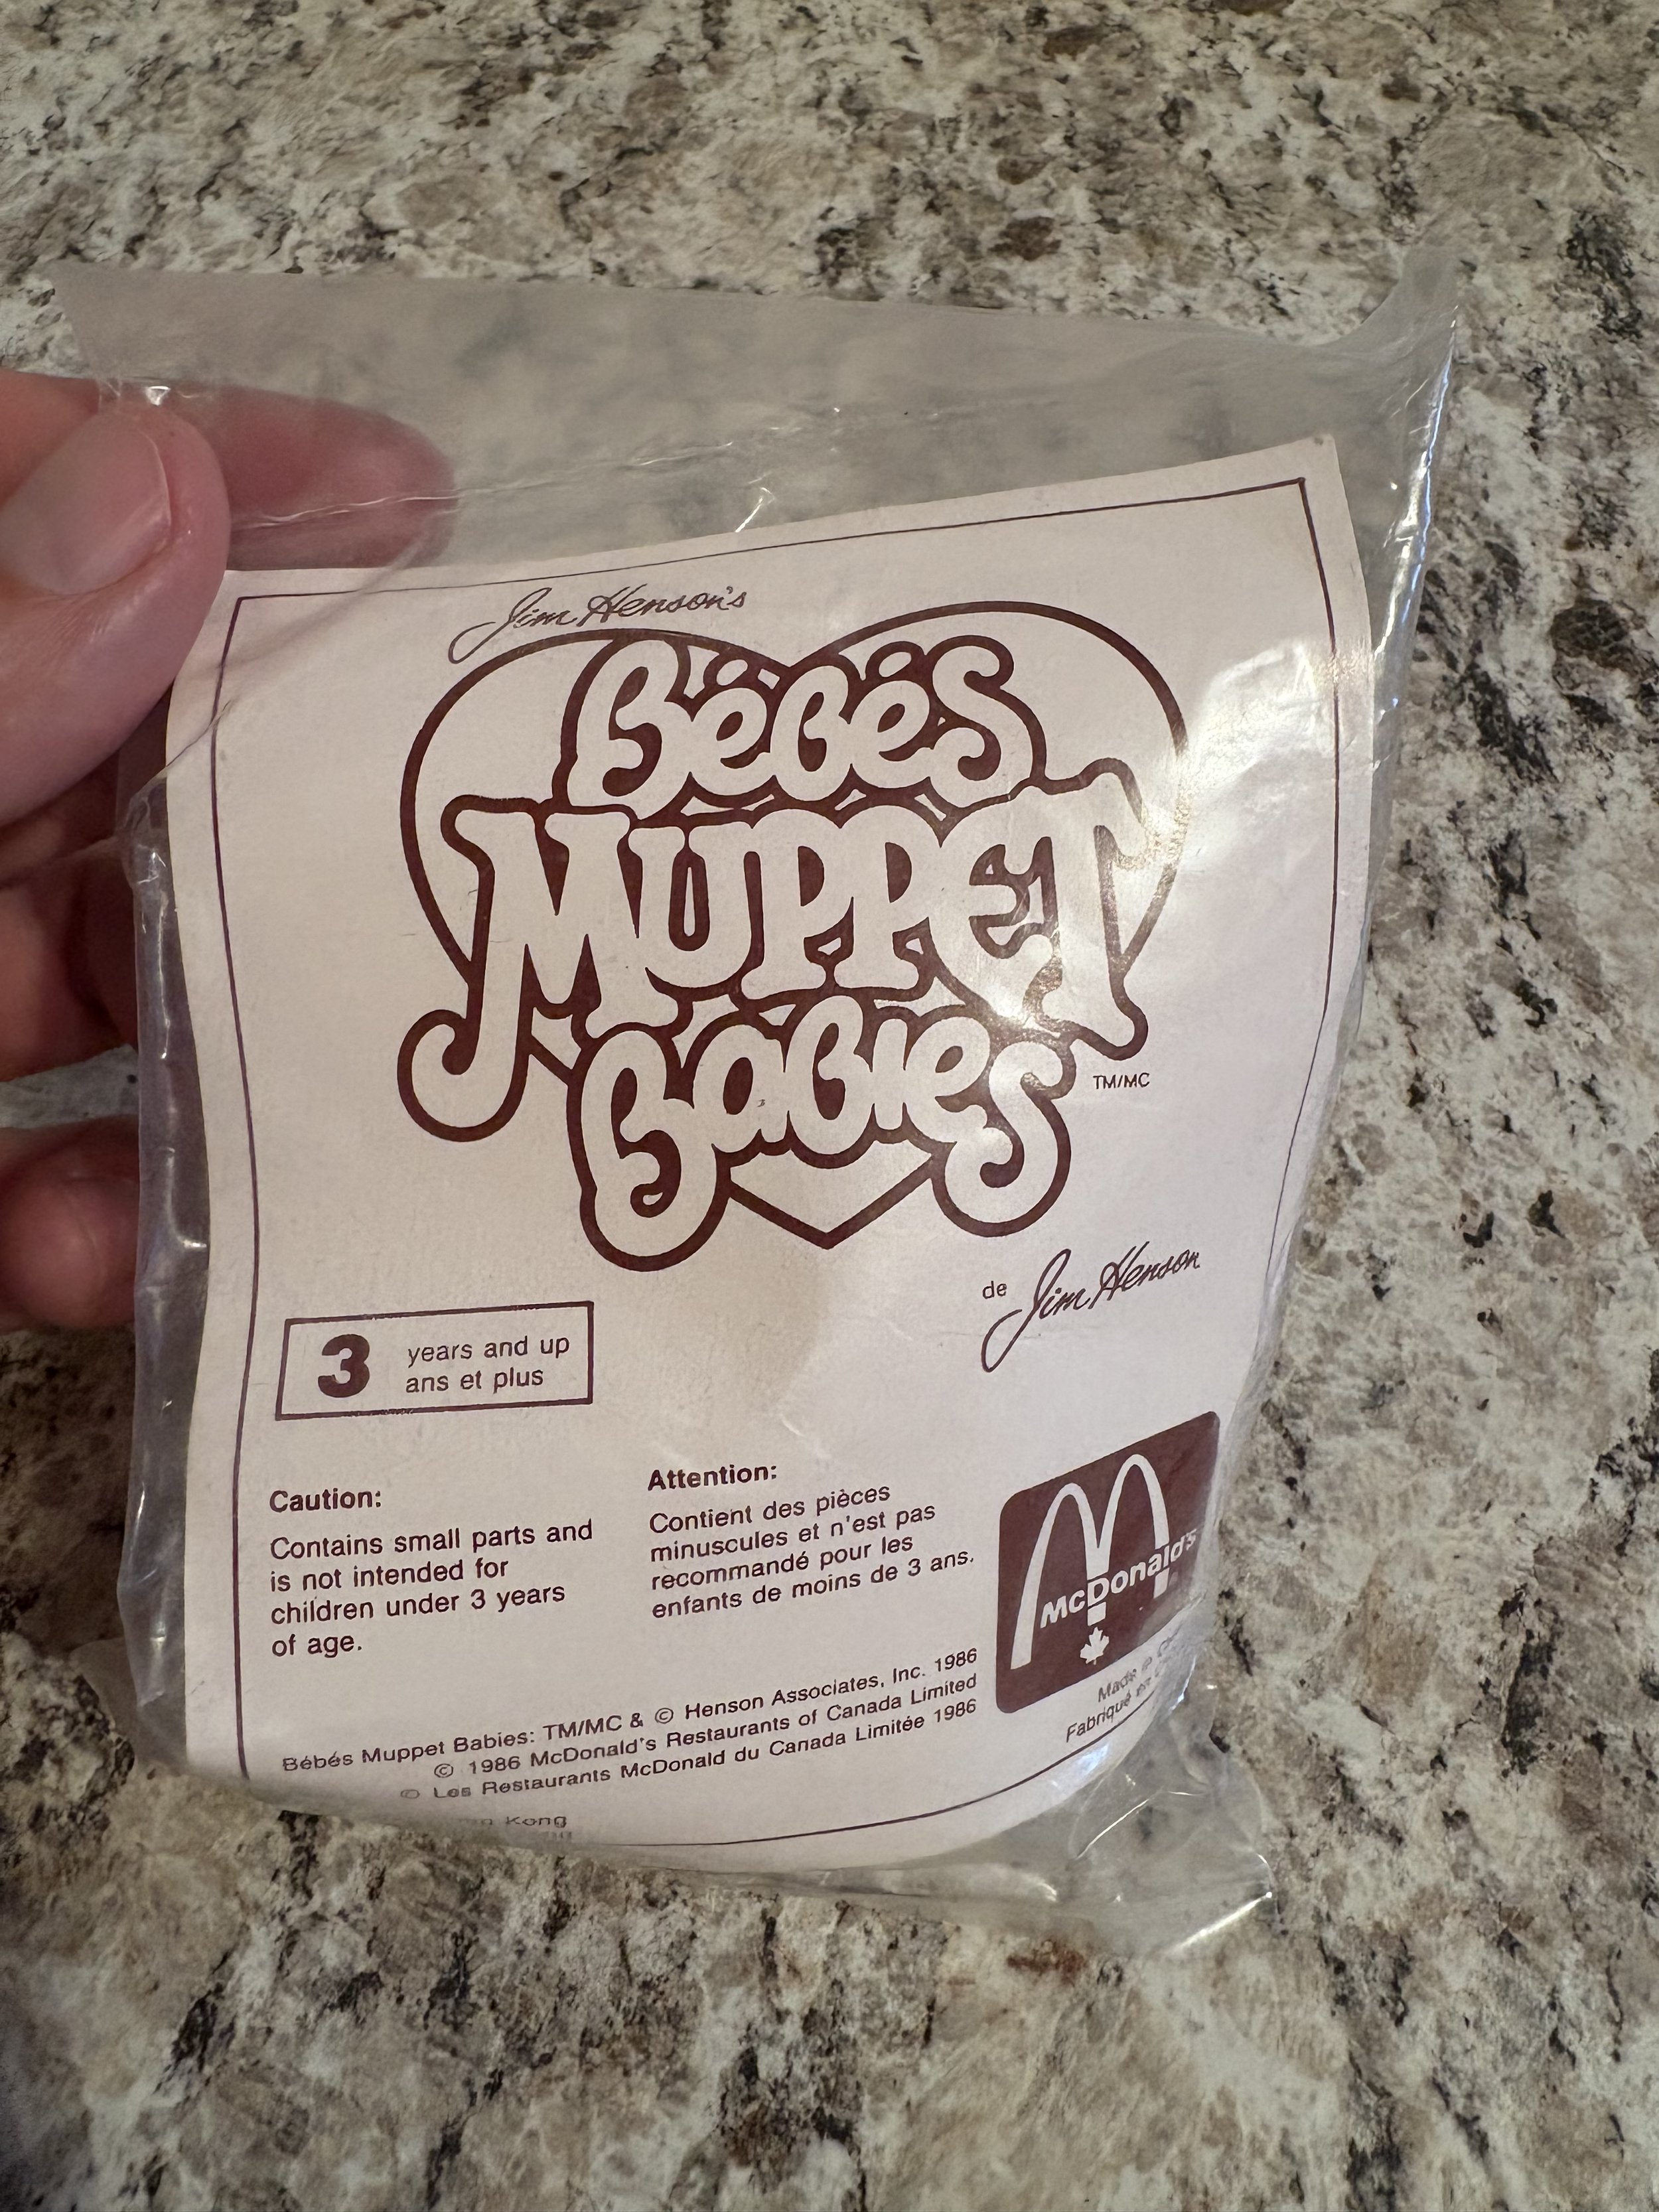 Jim Henson's
BéBéS
MUPPET
BaBies
TM/MC
de Jim Henson
3 years and up
ans et plus
Caution:
Contains small parts and
is not intended for
children under 3 years
of age.
Attention:
Contient des pièces
minuscules et n'est pas
recommandé pour les
enfants de moins de 3 ans.
McDonald's
Bébés Muppet Babies: TM/MC & © Henson Associates, Inc. 1986
© 1986 McDonald's Restaurants of Canada Limited
© Les Restaurants McDonald du Canada Limitée 1986
Made
Fabriqué en
Kong